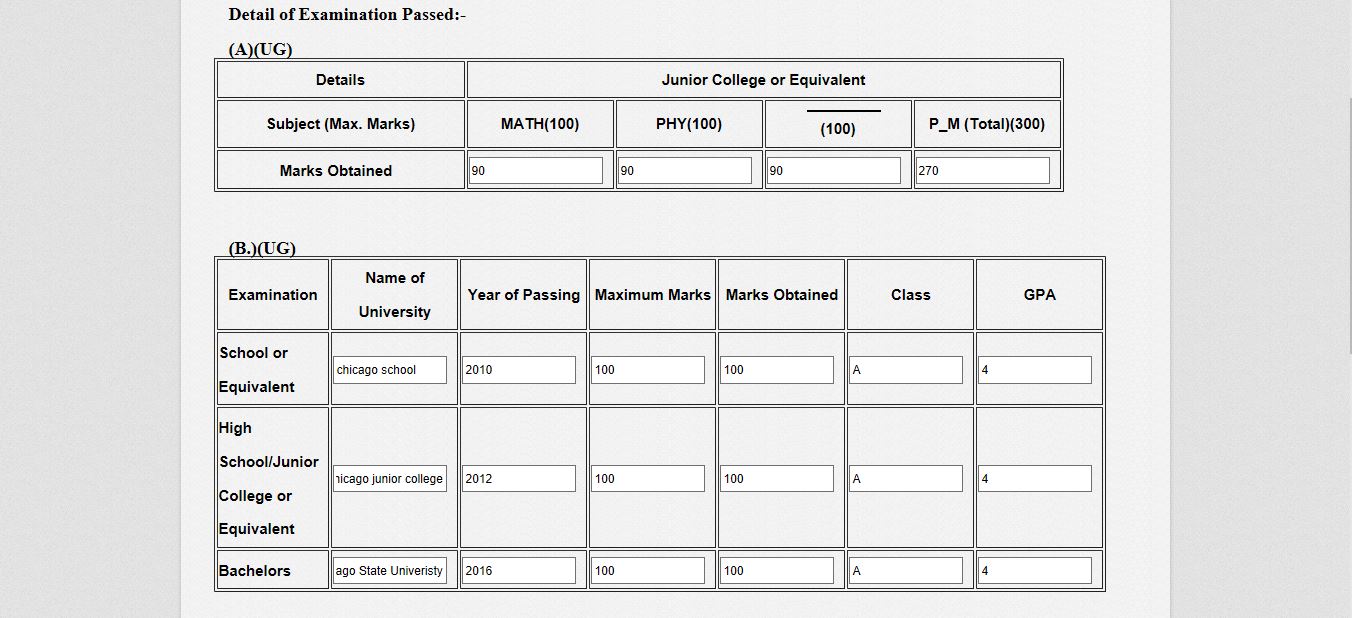 Detail of Examination Passed:-
(A)(UG)
Details Junior College or Equivalent
Subject (Max. Marks) MATH(100) PHY(100) (100) P_M (Total)(300)
Marks Obtained 90 90 90 270
(B.)(UG)
Examination Name of University Year of Passing Maximum Marks Marks Obtained Class GPA
School or Equivalent chicago school 2010 100 100 A 4
High School/Junior College or Equivalent hicago junior college 2012 100 100 A 4
Bachelors ago State Univeristy 2016 100 100 A 4